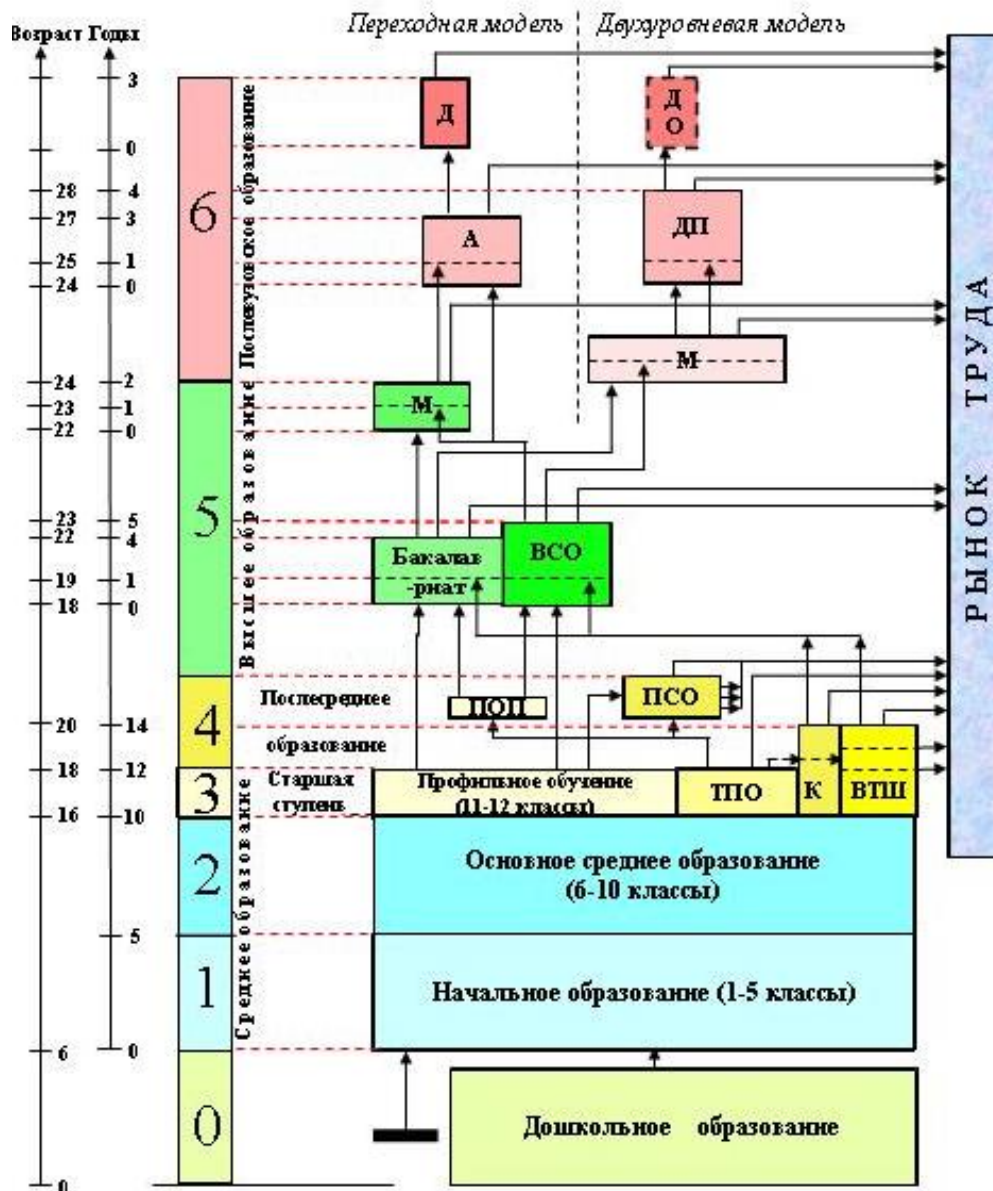 Переходная модель
Двухуровневая модель
Возраст
Годы
3
0
28
4
27
3
25
1
24
0
24
2
23
1
22
0
23
5
22
4
19
1
18
0
20
14
18
12
16
10
5
6
0
0
6
5
4
3
2
1
0
Послевузовское образование
Высшее образование
Послесреднее
образование
Старшая
ступень
Среднее образование
Д
Д
О
А
ДП
М
М
Бакалав
-риат
ВСО
ПОП
ПСО
Профильное обучение
(11-12 классы)
ТПО
К
ВТШ
Основное среднее образование
(6-10 классы)
Начальное образование (1-5 классы)
Дошкольное образование
РЫНОК ТРУДА